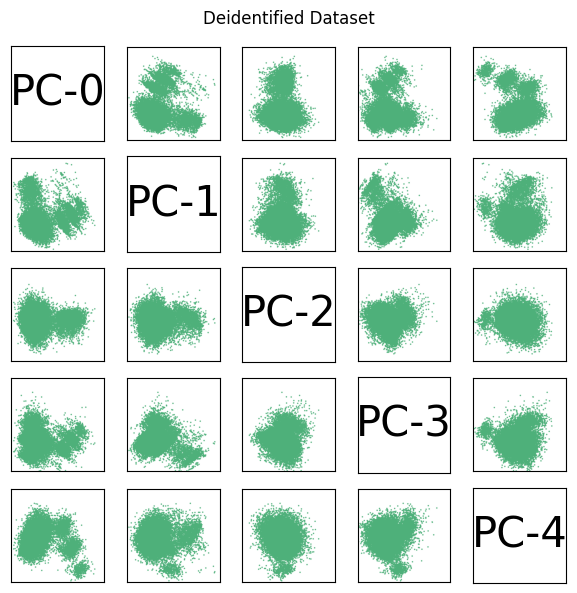 Deidentified Dataset
PC-0
PC-1
PC-2
PC-3
PC-4